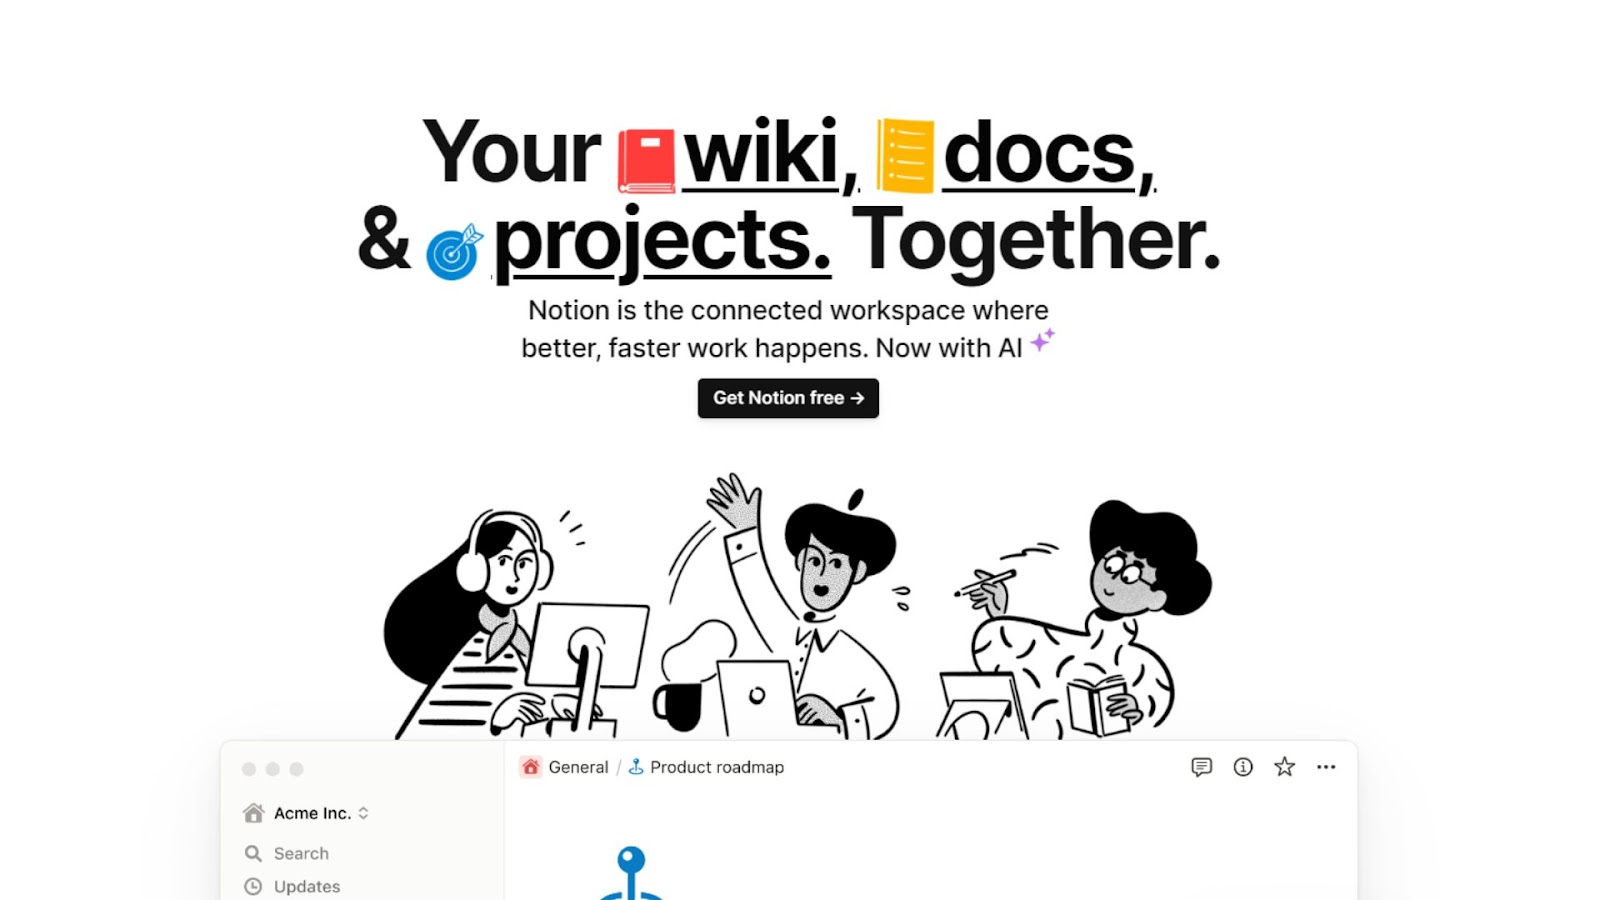 Your wiki, docs,
& projects. Together.
Notion is the connected workspace where
better, faster work happens. Now with AI
Get Notion free →
General / Product roadmap
Acme Inc.
Search
Updates